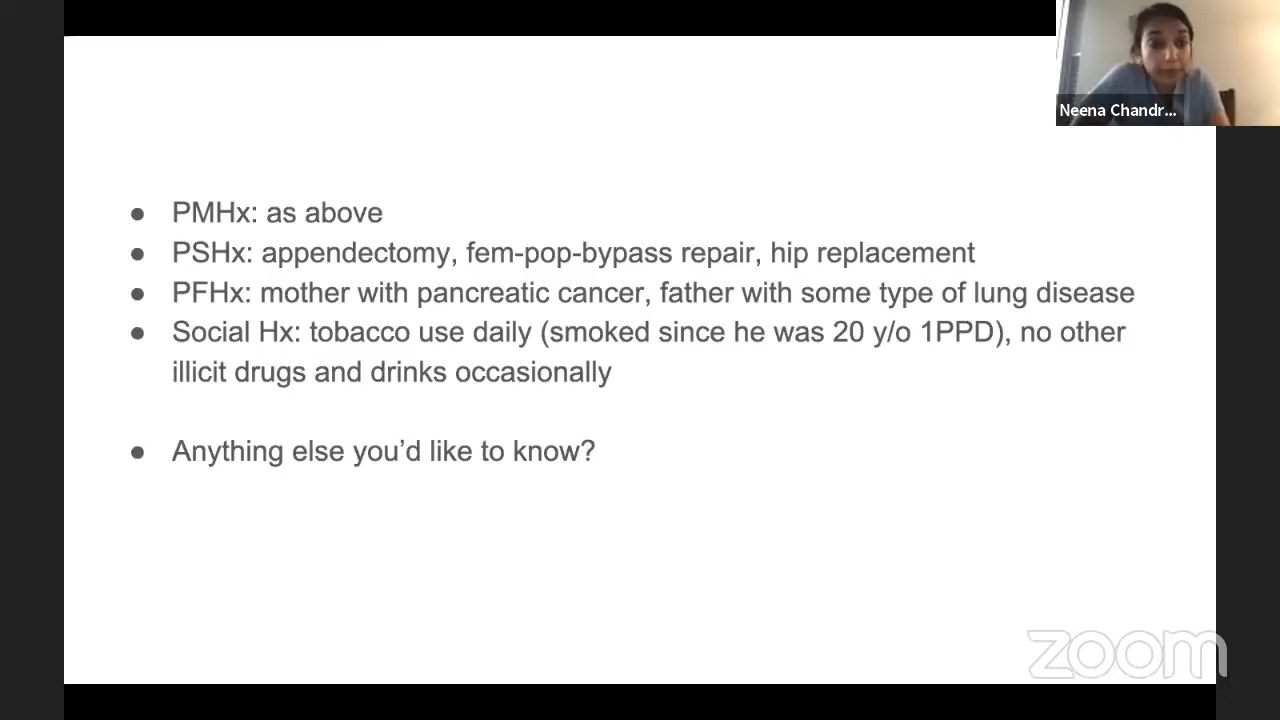 Neena Chandr...
● PMHx: as above
● PSHx: appendectomy, fem-pop-bypass repair, hip replacement
● PFHx: mother with pancreatic cancer, father with some type of lung disease
● Social Hx: tobacco use daily (smoked since he was 20 y/o 1PPD), no other
illicit drugs and drinks occasionally
● Anything else you’d like to know?
zoom